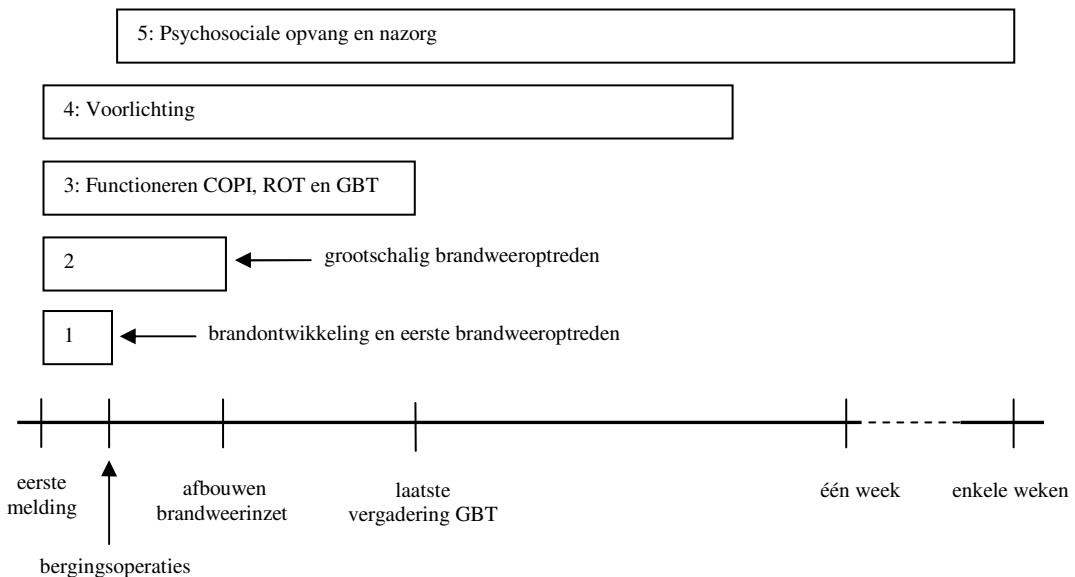 5: Psychosociale opvang en nazorg
4: Voorlichting
3: Functioneren COPI, ROT en GBT
2
grootschalig brandweeroptreden
1
brandontwikkeling en eerste brandweeroptreden
eerste
melding
afbouwen
brandweerinzet
laatste
vergadering GBT
één week
enkele weken
bergingsoperaties